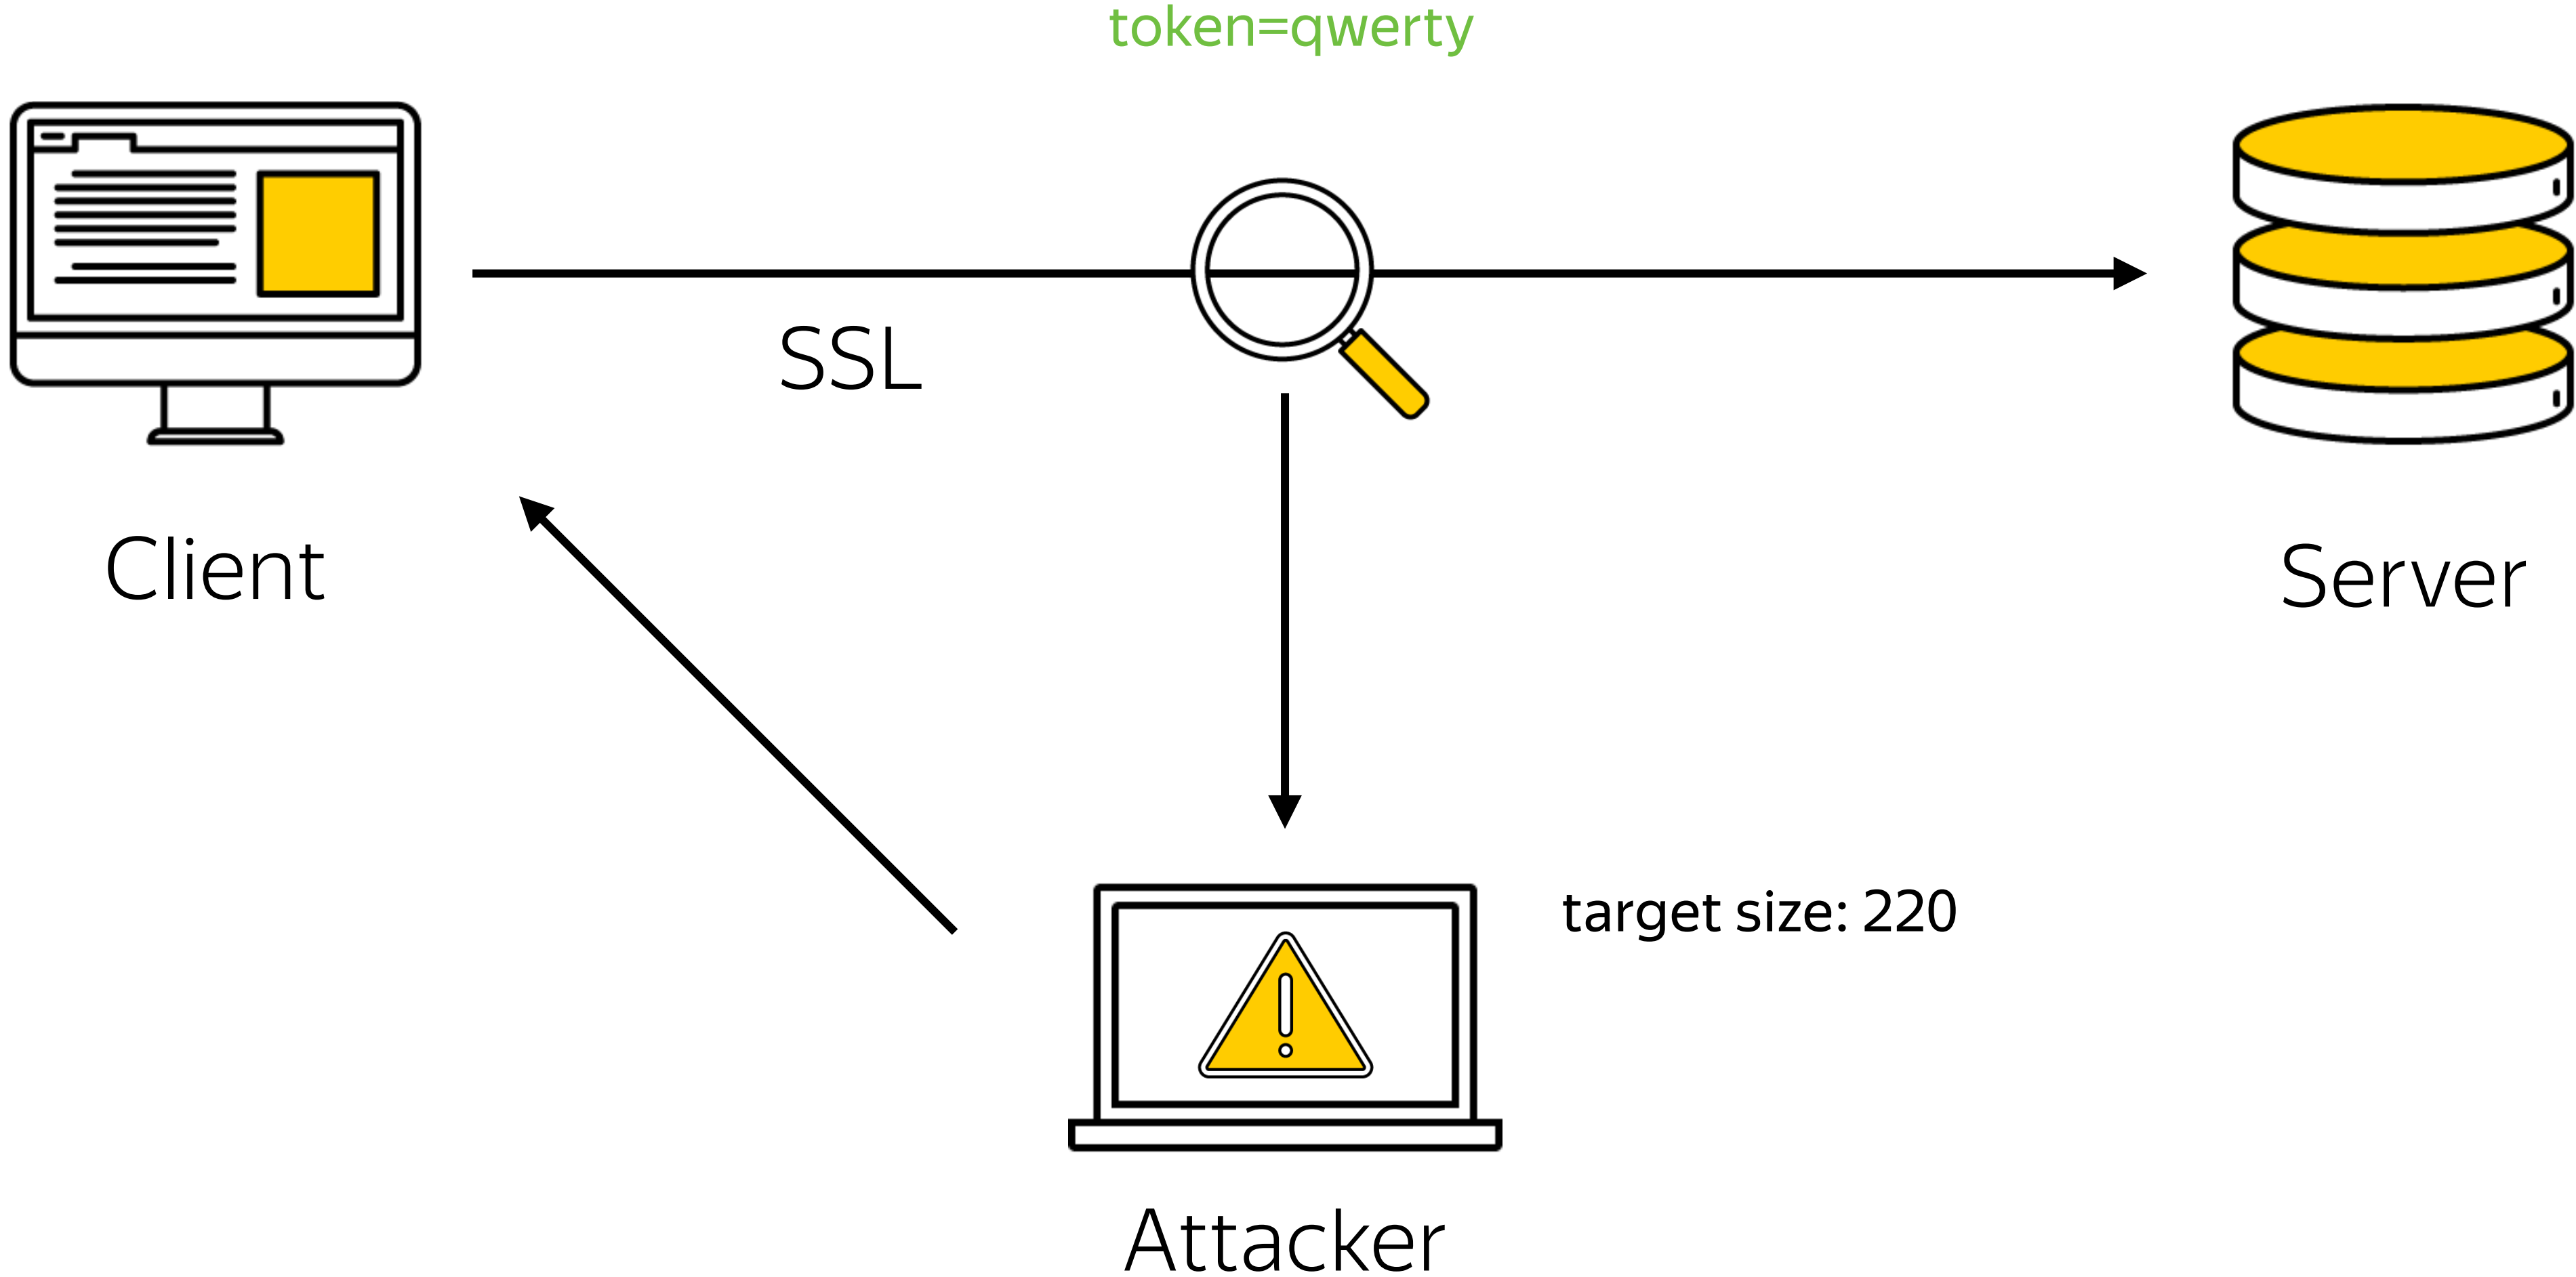 token=qwerty
SSL
Client
Server
target size: 220
Attacker